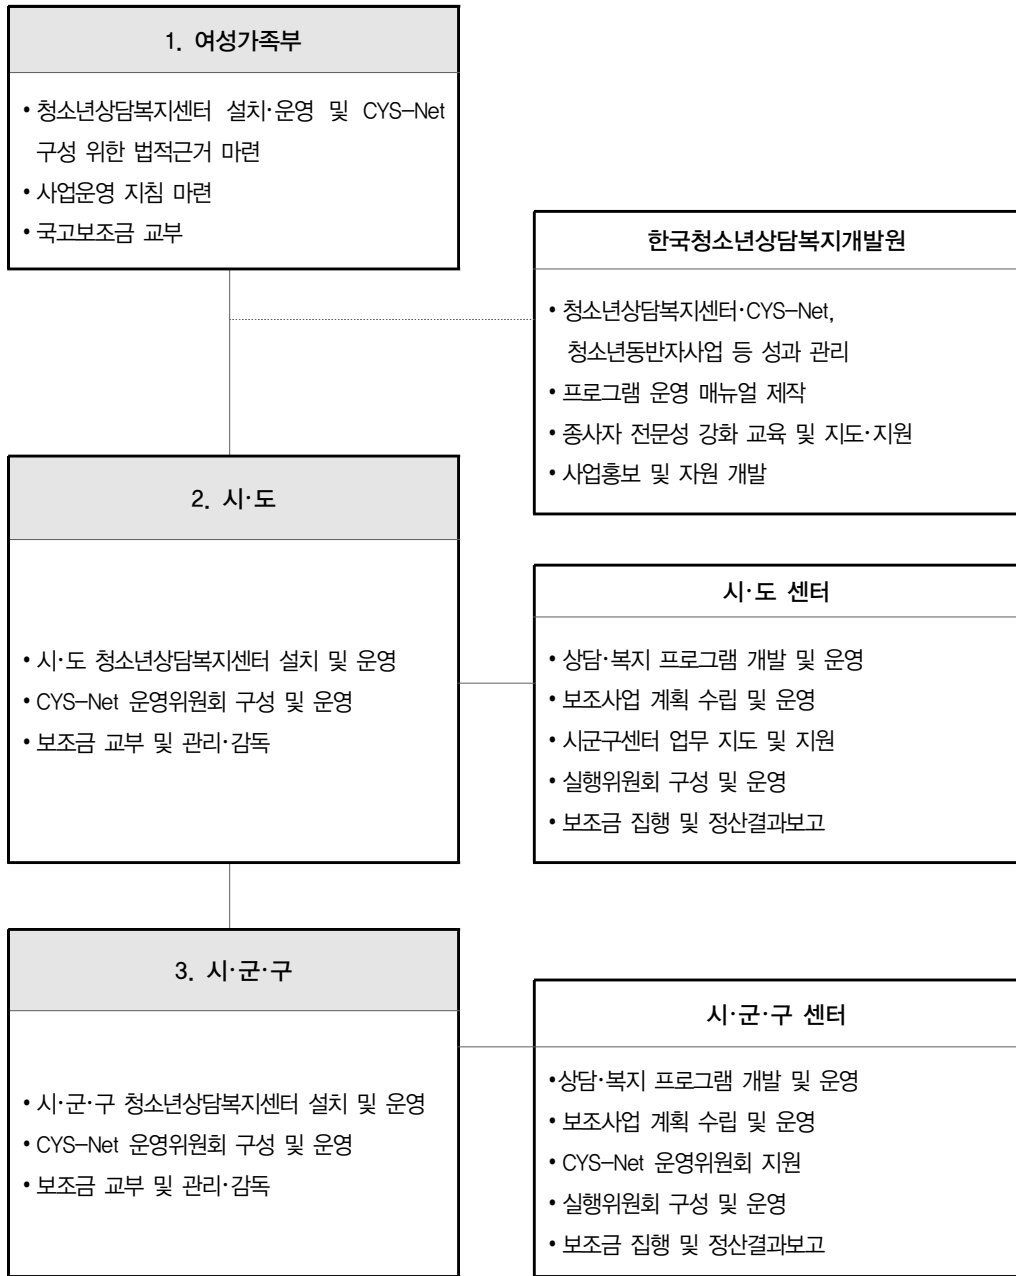 1. 여성가족부
• 청소년상담복지센터 설치·운영 및 CYS-Net
구성 위한 법적근거 마련
• 사업운영 지침 마련
• 국고보조금 교부
한국청소년상담복지개발원
• 청소년상담복지센터·CYS-Net,
청소년동반자사업 등 성과 관리
• 프로그램 운영 매뉴얼 제작
• 종사자 전문성 강화 교육 및 지도·지원
• 사업홍보 및 자원 개발
2. 시·도
• 시·도 청소년상담복지센터 설치 및 운영
• CYS-Net 운영위원회 구성 및 운영
• 보조금 교부 및 관리·감독
시·도 센터
• 상담·복지 프로그램 개발 및 운영
• 보조사업 계획 수립 및 운영
• 시군구센터 업무 지도 및 지원
• 실행위원회 구성 및 운영
• 보조금 집행 및 정산결과보고
3. 시·군·구
• 시·군·구 청소년상담복지센터 설치 및 운영
• CYS-Net 운영위원회 구성 및 운영
• 보조금 교부 및 관리·감독
시·군·구 센터
•상담·복지 프로그램 개발 및 운영
• 보조사업 계획 수립 및 운영
• CYS-Net 운영위원회 지원
• 실행위원회 구성 및 운영
• 보조금 집행 및 정산결과보고